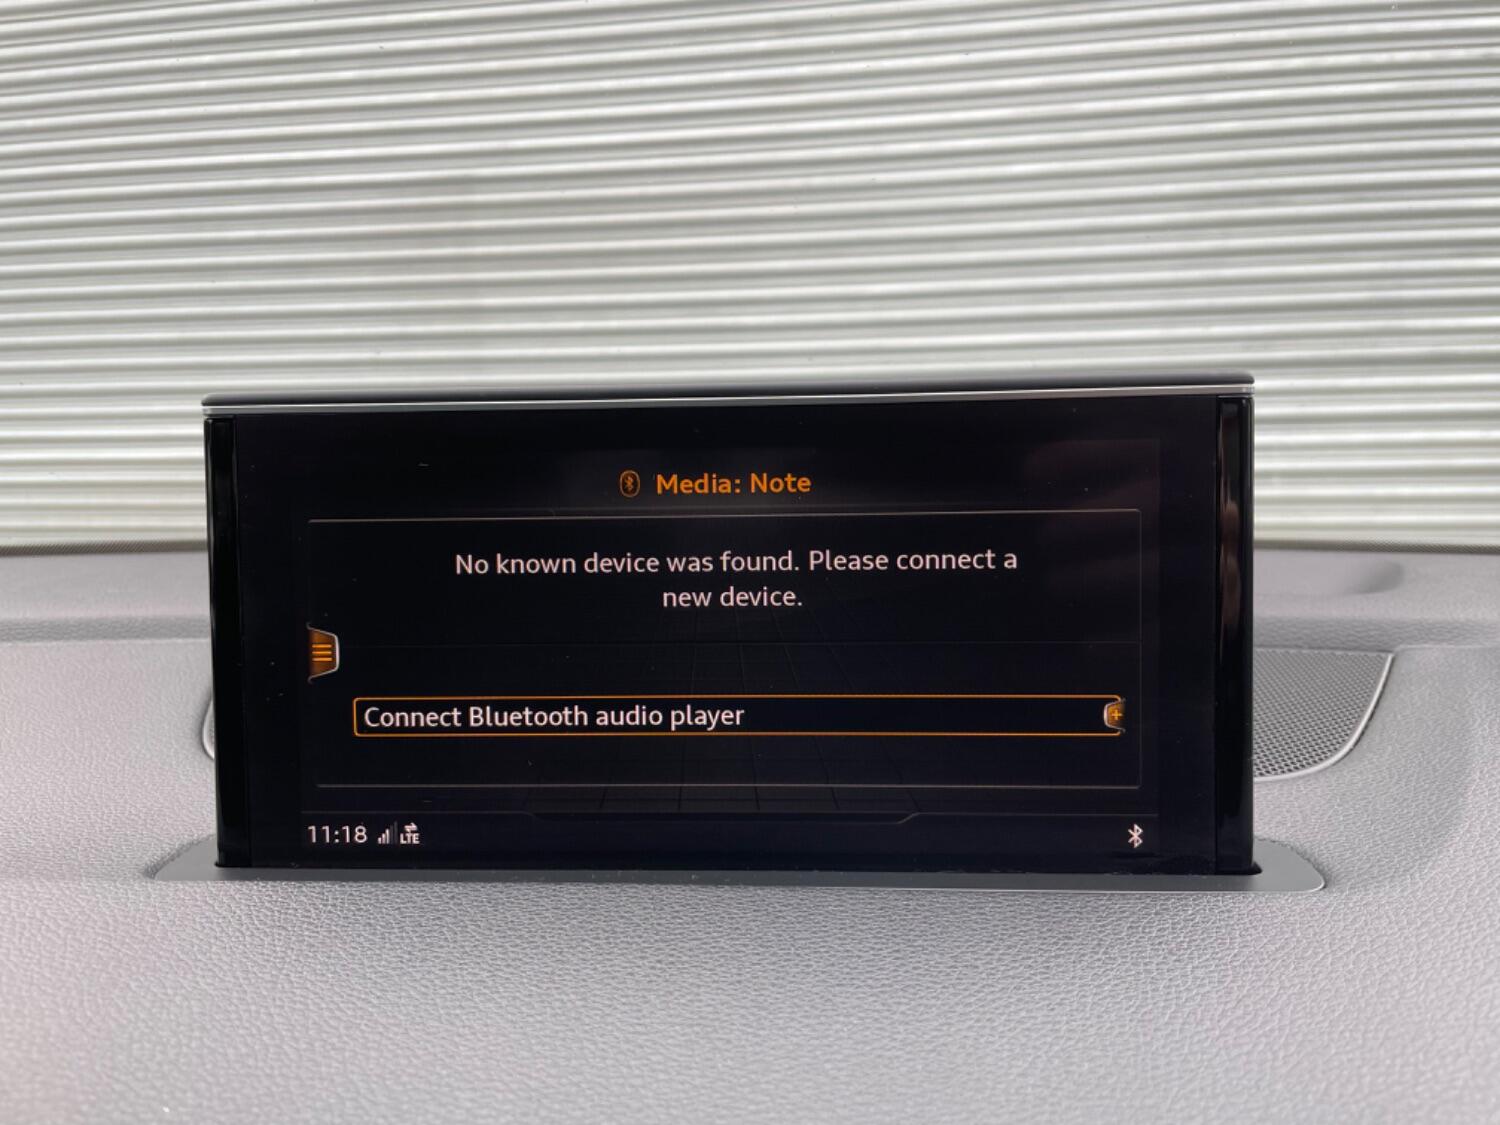 Media: Note
No known device was found. Please connect a
new device.
Connect Bluetooth audio player
11:18 LTE